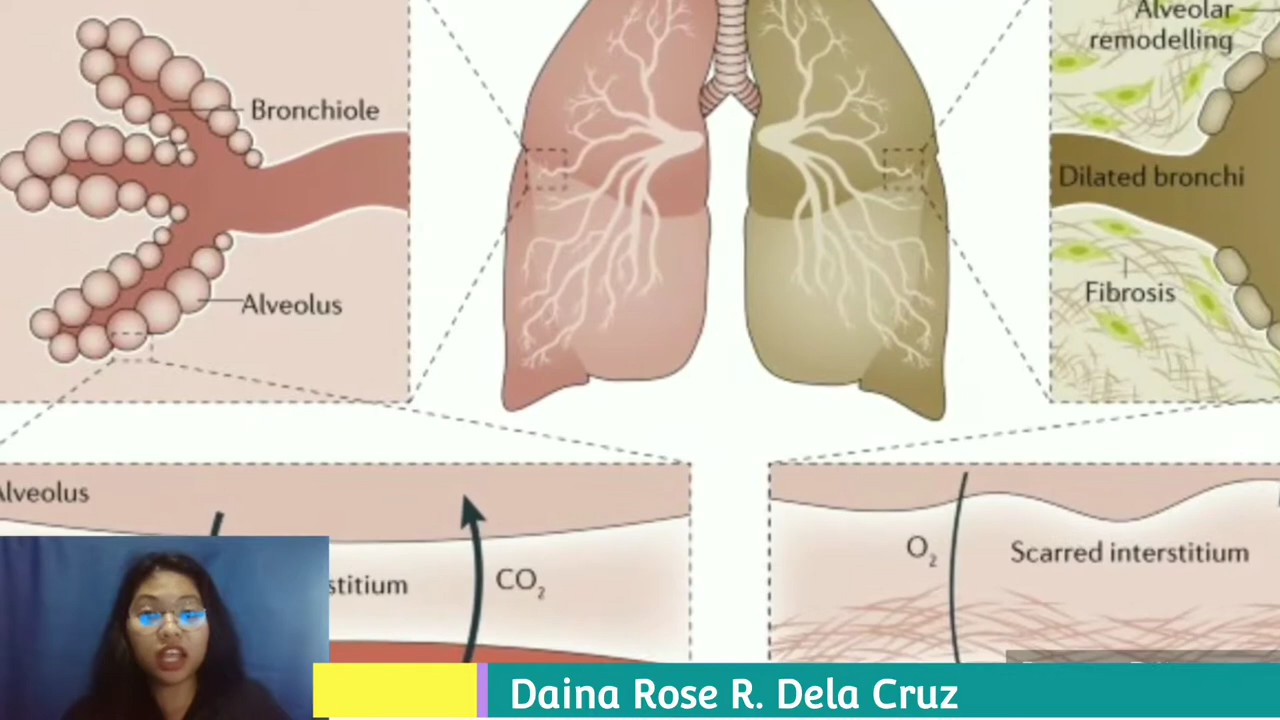 Alveolar
remodelling
Bronchiole
Dilated bronchi
Alveolus
Fibrosis
Alveolus
O₂
Scarred interstitium
stitium
CO₂
Daina Rose R. Dela Cruz